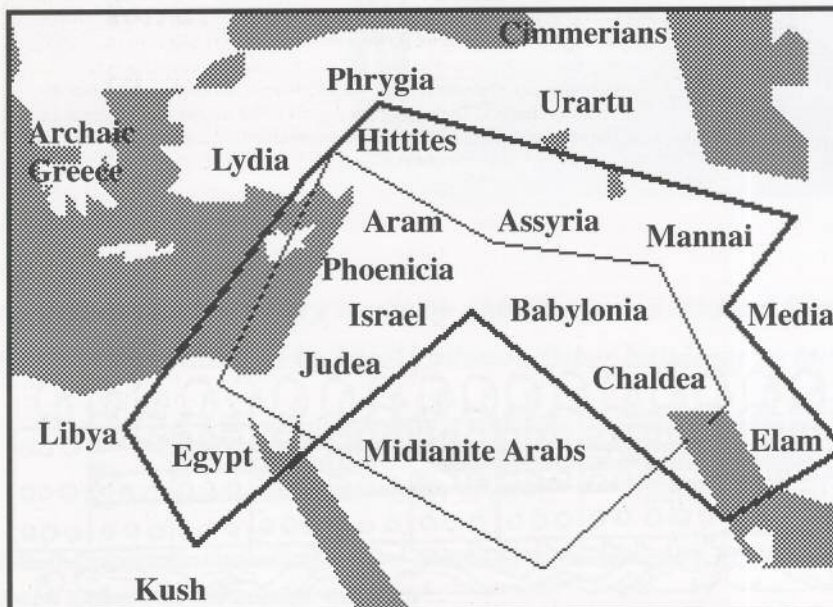 Cimmerians
Phrygia
Urartu
Archaic
Greece
Lydia
Hittites
Aram
Assyria
Mannai
Phoenicia
Israel
Babylonia
Media
Judea
Chaldea
Libya
Egypt
Midianite Arabs
Elam
Kush